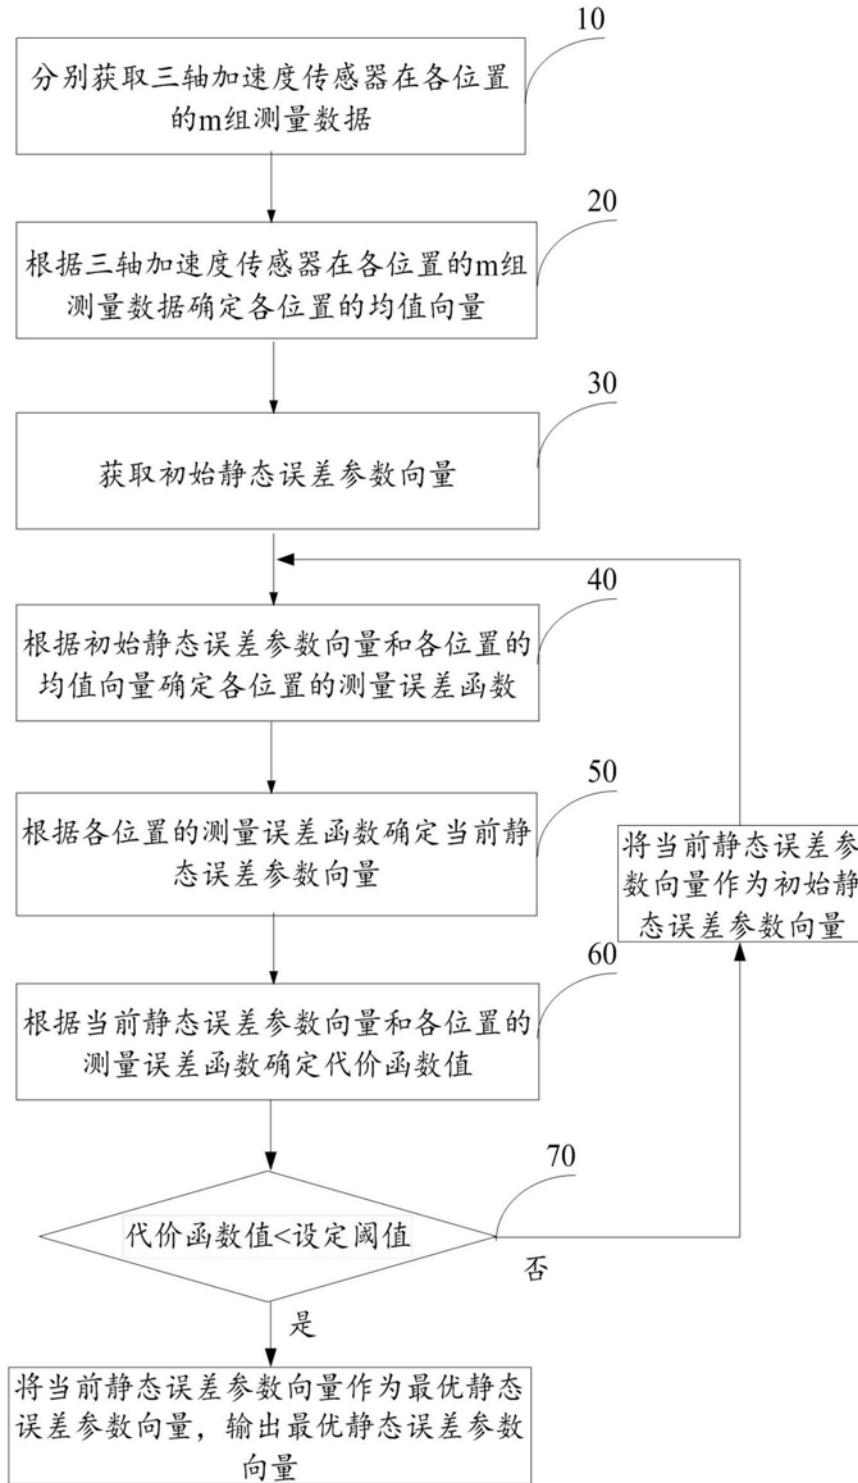 10
分别获取三轴加速度传感器在各位置
的m组测量数据
20
根据三轴加速度传感器在各位置的m组
测量数据确定各位置的均值向量
30
获取初始静态误差参数向量
40
根据初始静态误差参数向量和各位置的
均值向量确定各位置的测量误差函数
50
根据各位置的测量误差函数确定当前静
态误差参数向量
将当前静态误差参
数向量作为初始静
态误差参数向量
60
根据当前静态误差参数向量和各位置的
测量误差函数确定代价函数值
70
代价函数值<设定阈值
否
是
将当前静态误差参数向量作为最优静态
误差参数向量，输出最优静态误差参数
向量